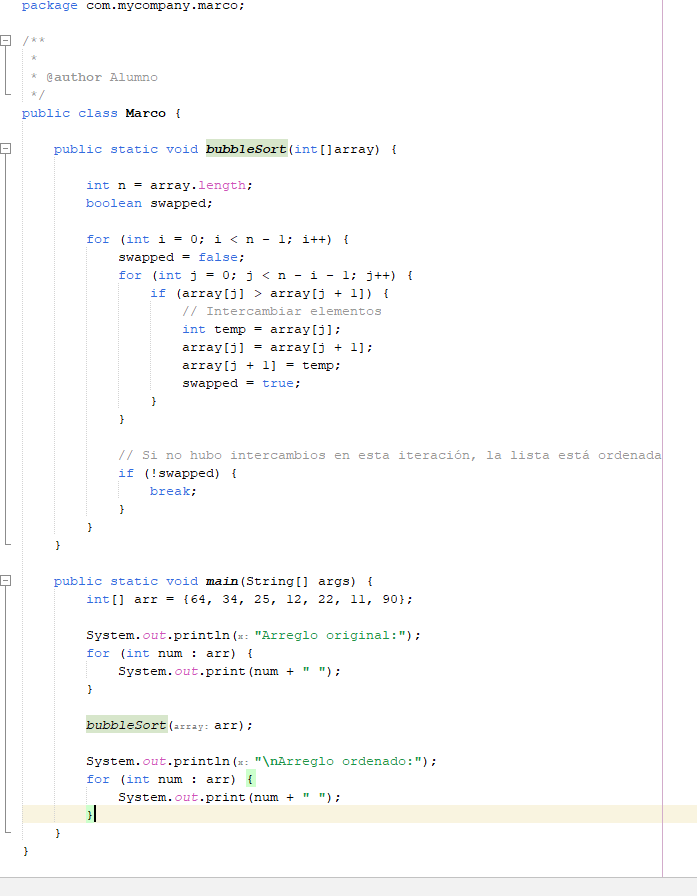 package com.mycompany.marco;
/**
 *
 * @author Alumno
 */
public class Marco {
    public static void bubbleSort(int[]array) {
        int n = array.length;
        boolean swapped;
        for (int i = 0; i < n - 1; i++) {
            swapped = false;
            for (int j = 0; j < n - i - 1; j++) {
                if (array[j] > array[j + 1]) {
                    // Intercambiar elementos
                    int temp = array[j];
                    array[j] = array[j + 1];
                    array[j + 1] = temp;
                    swapped = true;
                }
            }
            // Si no hubo intercambios en esta iteración, la lista está ordenada
            if (!swapped) {
                break;
            }
        }
    }
    public static void main(String[] args) {
        int[] arr = {64, 34, 25, 12, 22, 11, 90};
        System.out.println(x: "Arreglo original:");
        for (int num : arr) {
            System.out.print(num + " ");
        }
        bubbleSort(array: arr);
        System.out.println(x: "\nArreglo ordenado:");
        for (int num : arr) {
            System.out.print(num + " ");
        }
    }
}